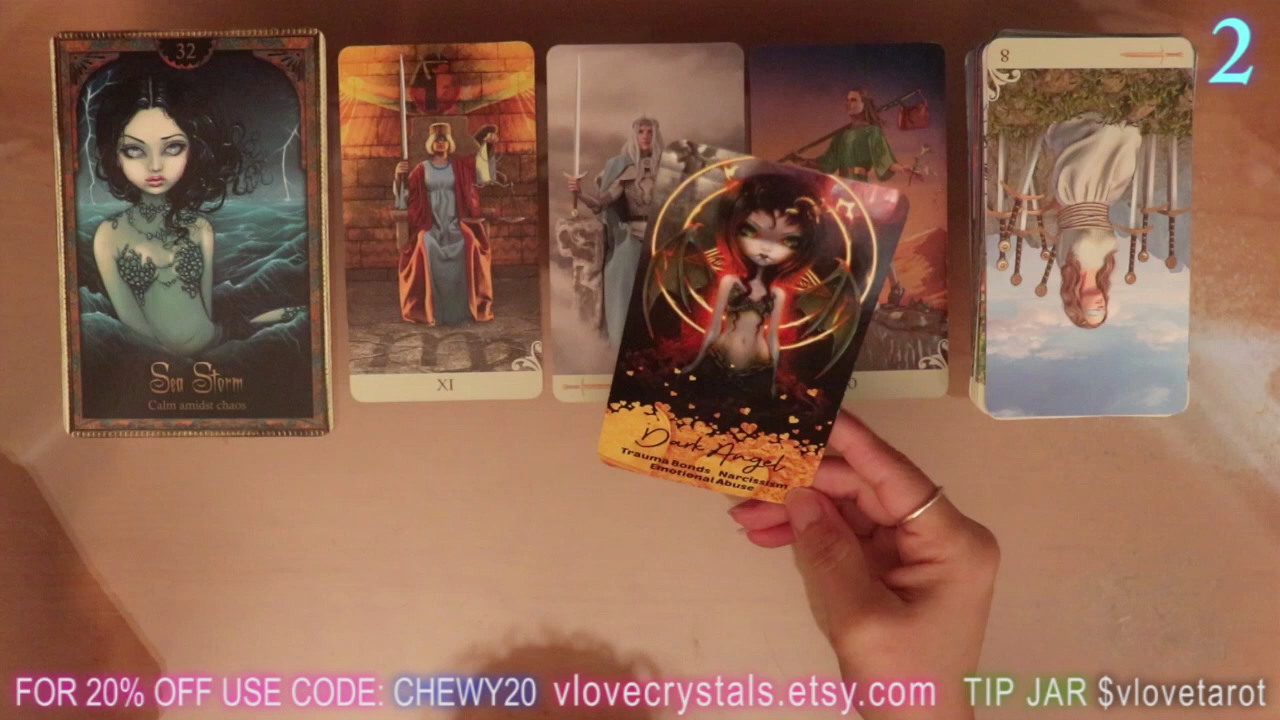 32
Sea Storm
Calm amidst chaos
XI
0
8
2
Dark Angel
Trauma Bonds Narcissism
Emotional Abuse
FOR 20% OFF USE CODE: CHEWY20 vlovecrystals.etsy.com TIP JAR $vlovetarot